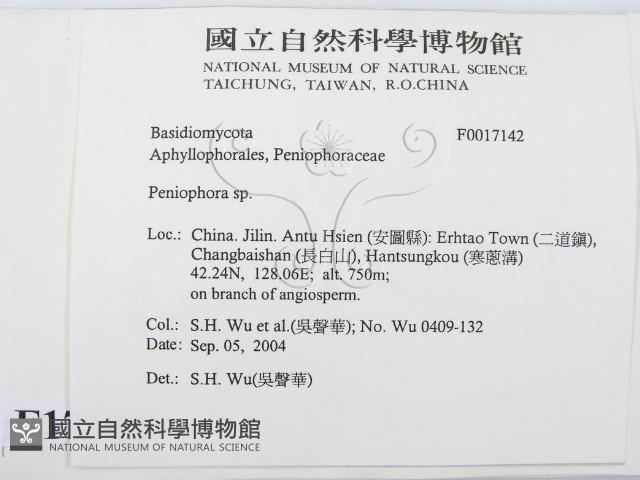 國立自然科學博物館
NATIONAL MUSEUM OF NATURAL SCIENCE
TAICHUNG, TAIWAN, R.O.CHINA
Basidiomycota F0017142
Aphyllophorales, Peniophoraceae
Peniophora sp.
Loc.: China. Jilin. Antu Hsien (安圖縣): Erhtao Town (二道鎮),
Changbaishan (長白山), Hantsungkou (寒蔥溝)
42.24N, 128.06E; alt. 750m;
on branch of angiosperm.
Col.: S.H. Wu et al.(吳聲華); No. Wu 0409-132
Date: Sep. 05, 2004
Det.: S.H. Wu(吳聲華)
國立自然科學博物館
NATIONAL MUSEUM OF NATURAL SCIENCE